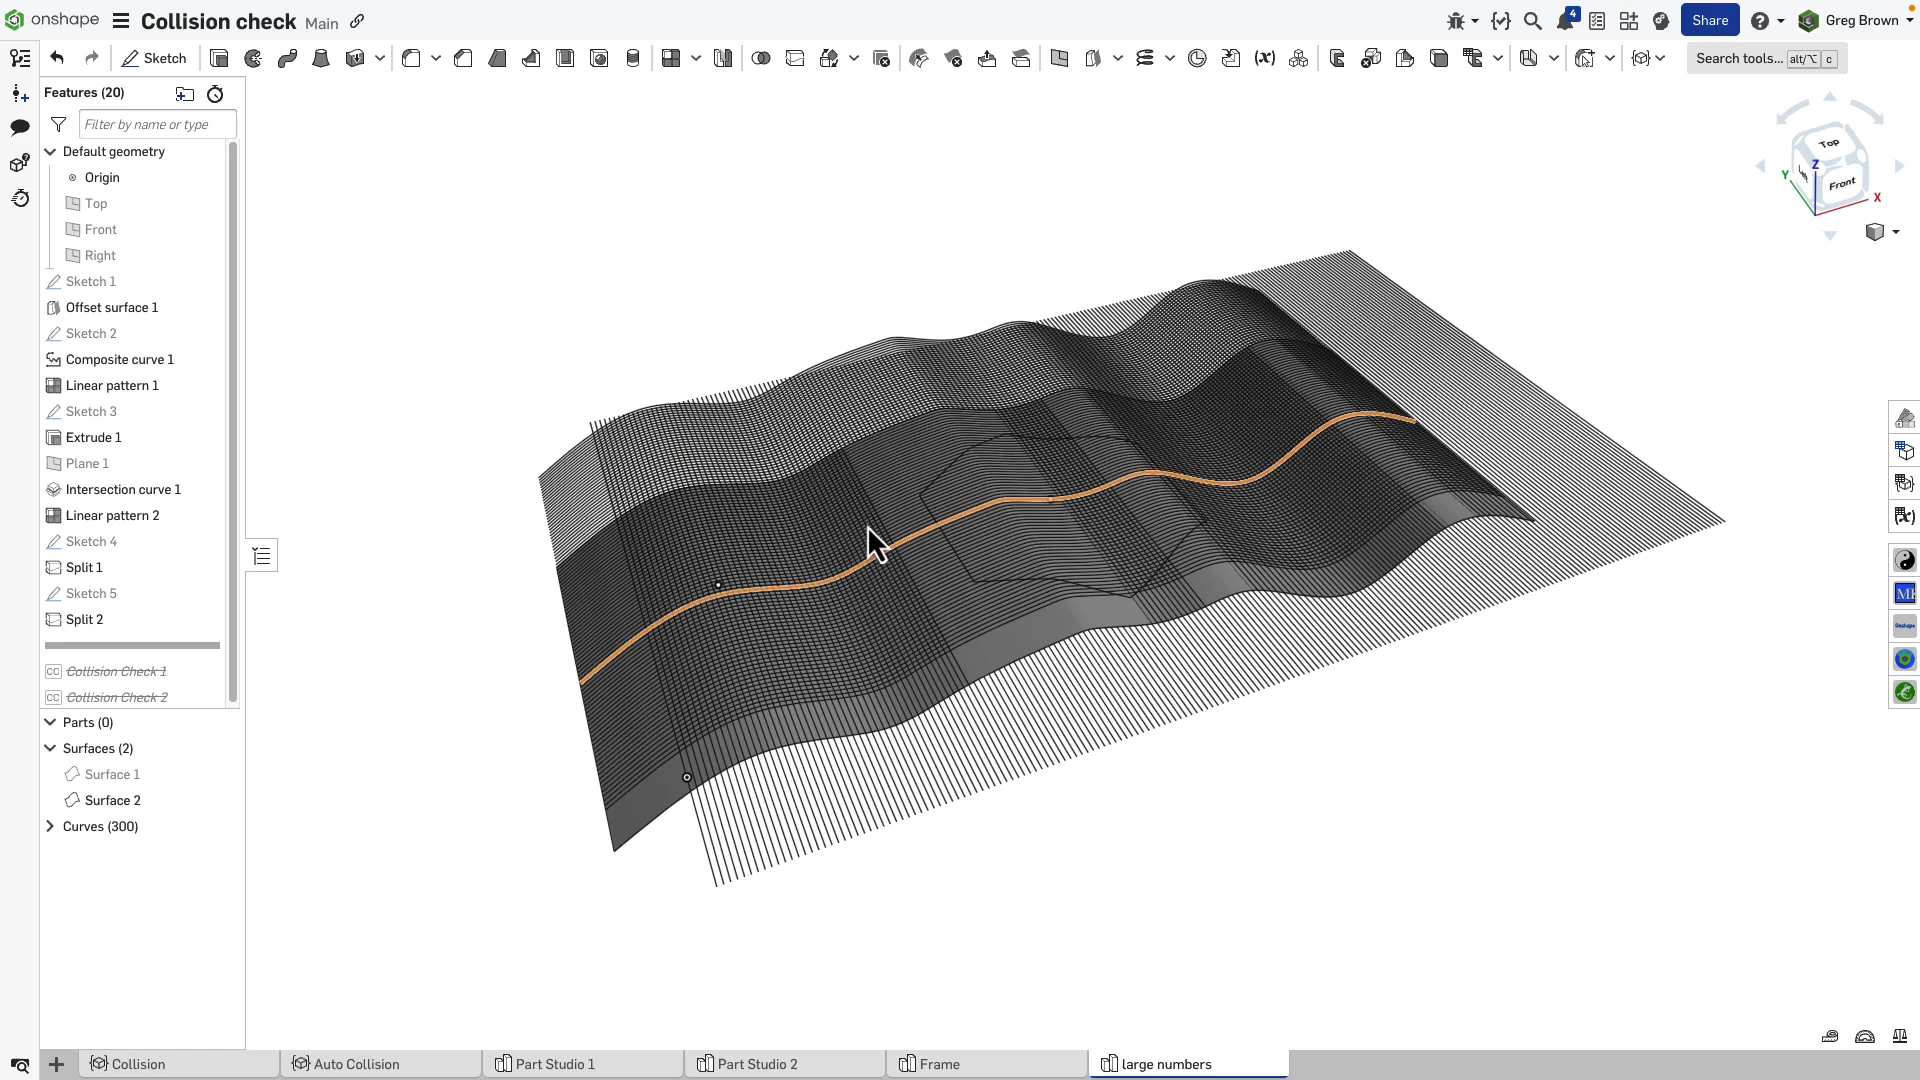 onshape Collision check Main 4 Share Greg Brown
Sketch (x) Search tools... alt/⌥ c
Features (20)
Filter by name or type
Default geometry
Origin
Top
Front
Right
Sketch 1
Offset surface 1
Sketch 2
Composite curve 1
Linear pattern 1
Sketch 3
Extrude 1
Plane 1
Intersection curve 1
Linear pattern 2
Sketch 4
Split 1
Sketch 5
Split 2
CC Collision Check 1
CC Collision Check 2
Parts (0)
Surfaces (2)
Surface 1
Surface 2
Curves (300)
Top
Z
Y
Front
X
(x)
Onshape
Collision Auto Collision Part Studio 1 Part Studio 2 Frame large numbers